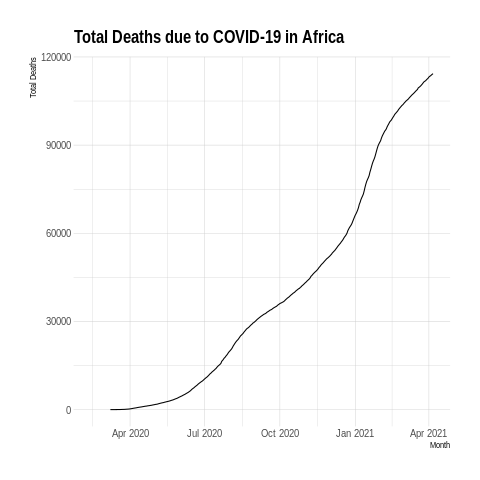 Total Deaths due to COVID-19 in Africa
Total Deaths
120000
90000
60000
30000
0
Apr 2020 Jul 2020 Oct 2020 Jan 2021 Apr 2021
Month